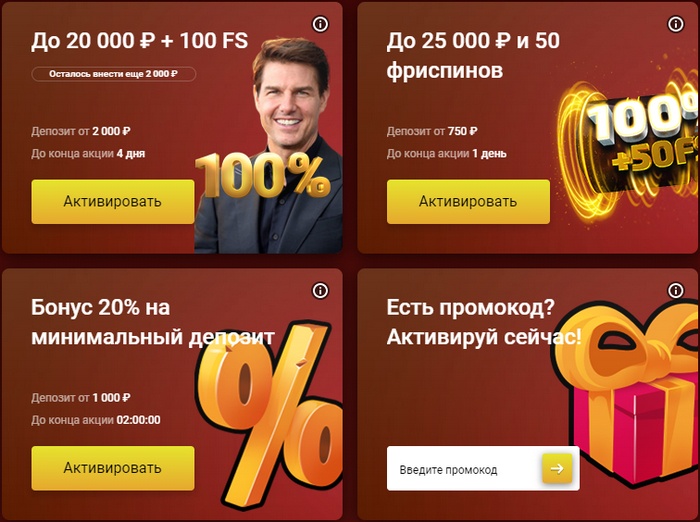 До 20 000 ₽ + 100 FS
Осталось внести еще 2 000 ₽
Депозит от 2 000 ₽
До конца акции 4 дня
100%
Активировать
До 25 000 ₽ и 50
фриспинов
Депозит от 750 ₽
До конца акции 1 день
100%
+50FS
Активировать
Бонус 20% на
минимальный депозит
Депозит от 1 000 ₽
До конца акции 02:00:00
%
Активировать
Есть промокод?
Активируй сейчас!
Введите промокод